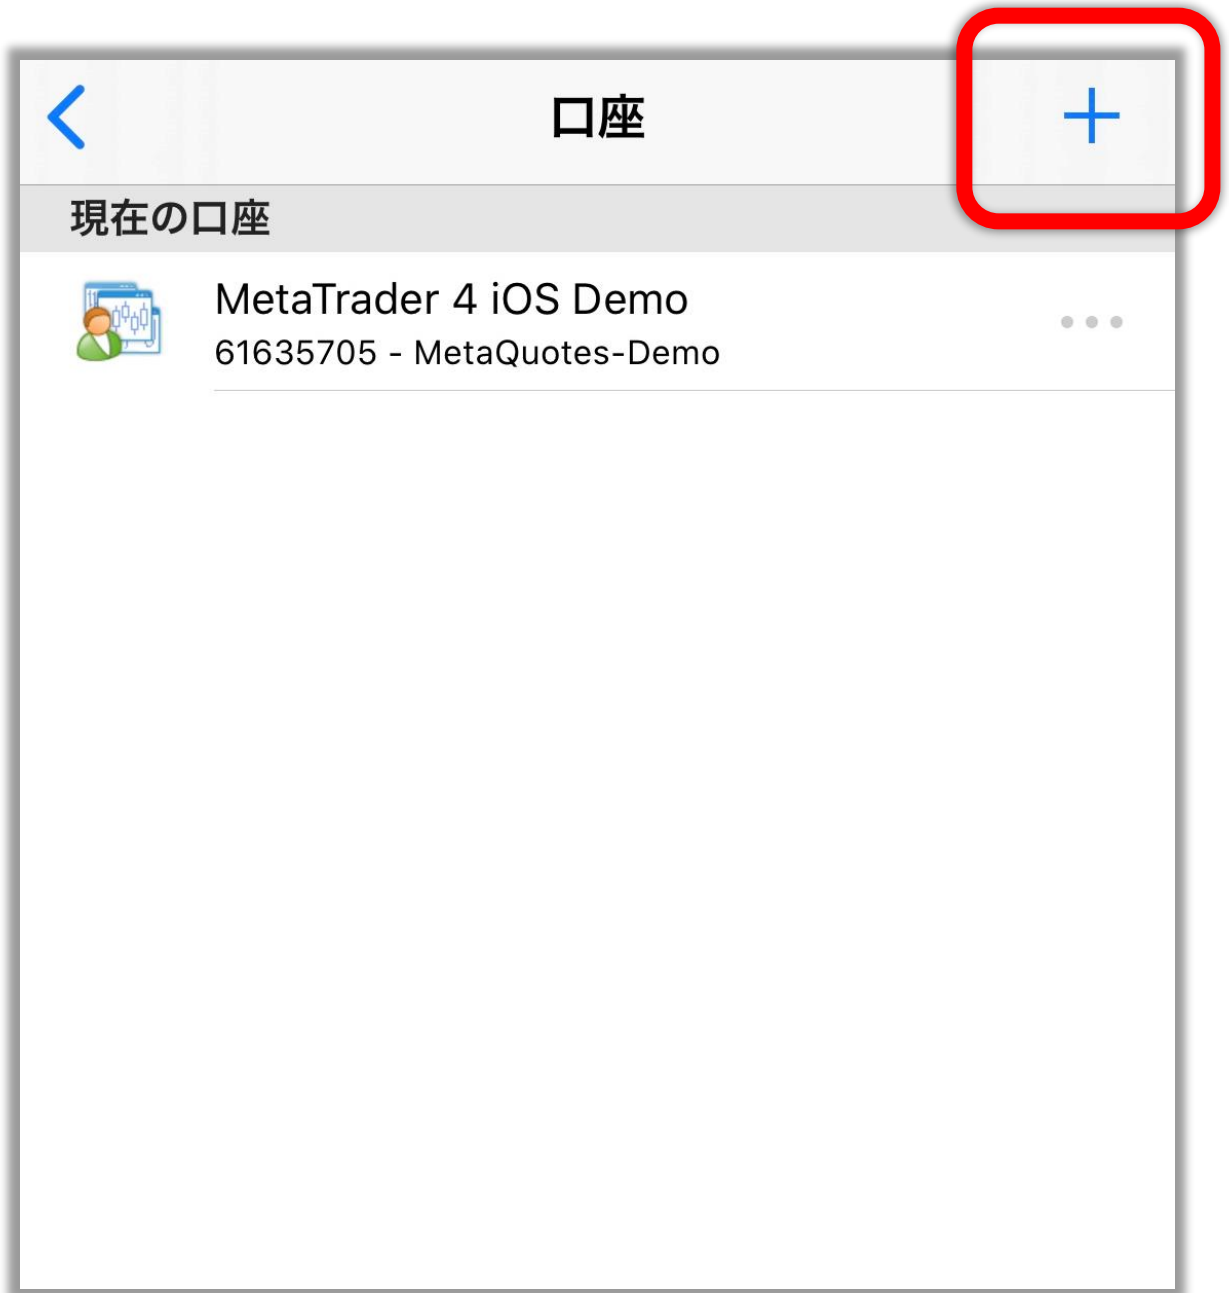 口座
現在の口座
MetaTrader 4 iOS Demo
61635705 - MetaQuotes-Demo